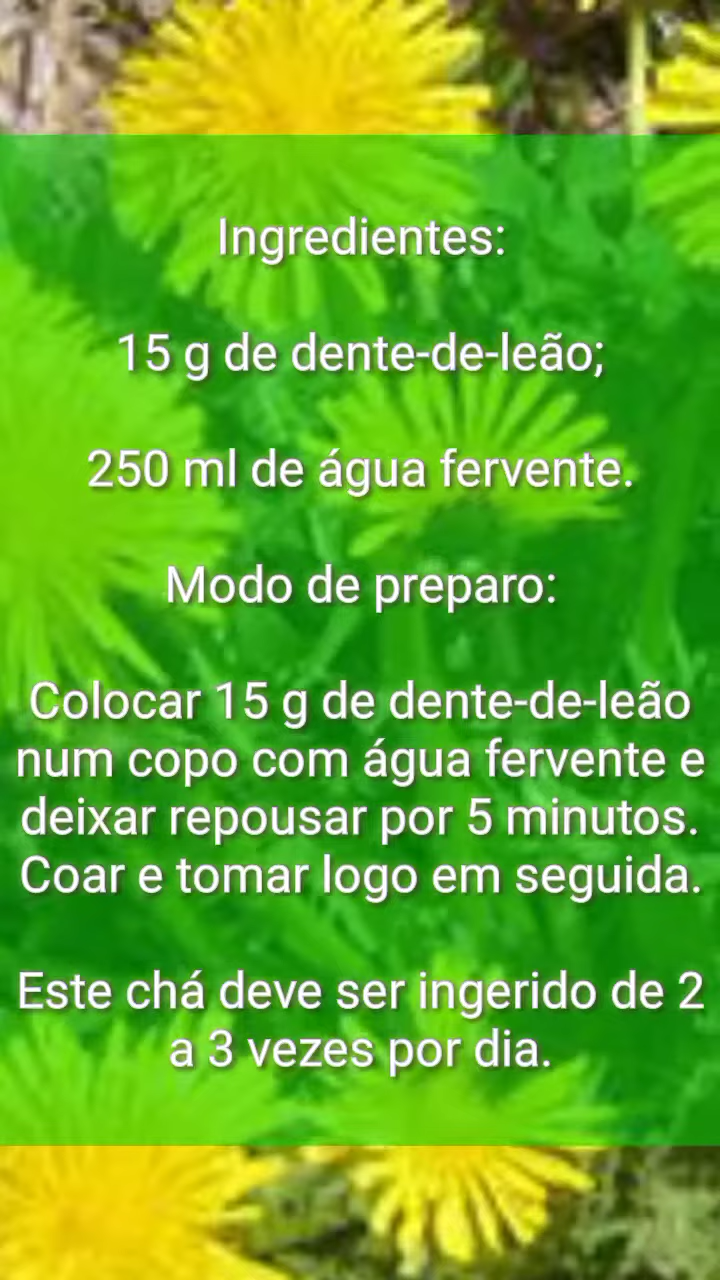 Ingredientes:
15 g de dente-de-leão;
250 ml de água fervente.
Modo de preparo:
Colocar 15 g de dente-de-leão
num copo com água fervente e
deixar repousar por 5 minutos.
Coar e tomar logo em seguida.
Este chá deve ser ingerido de 2
a 3 vezes por dia.